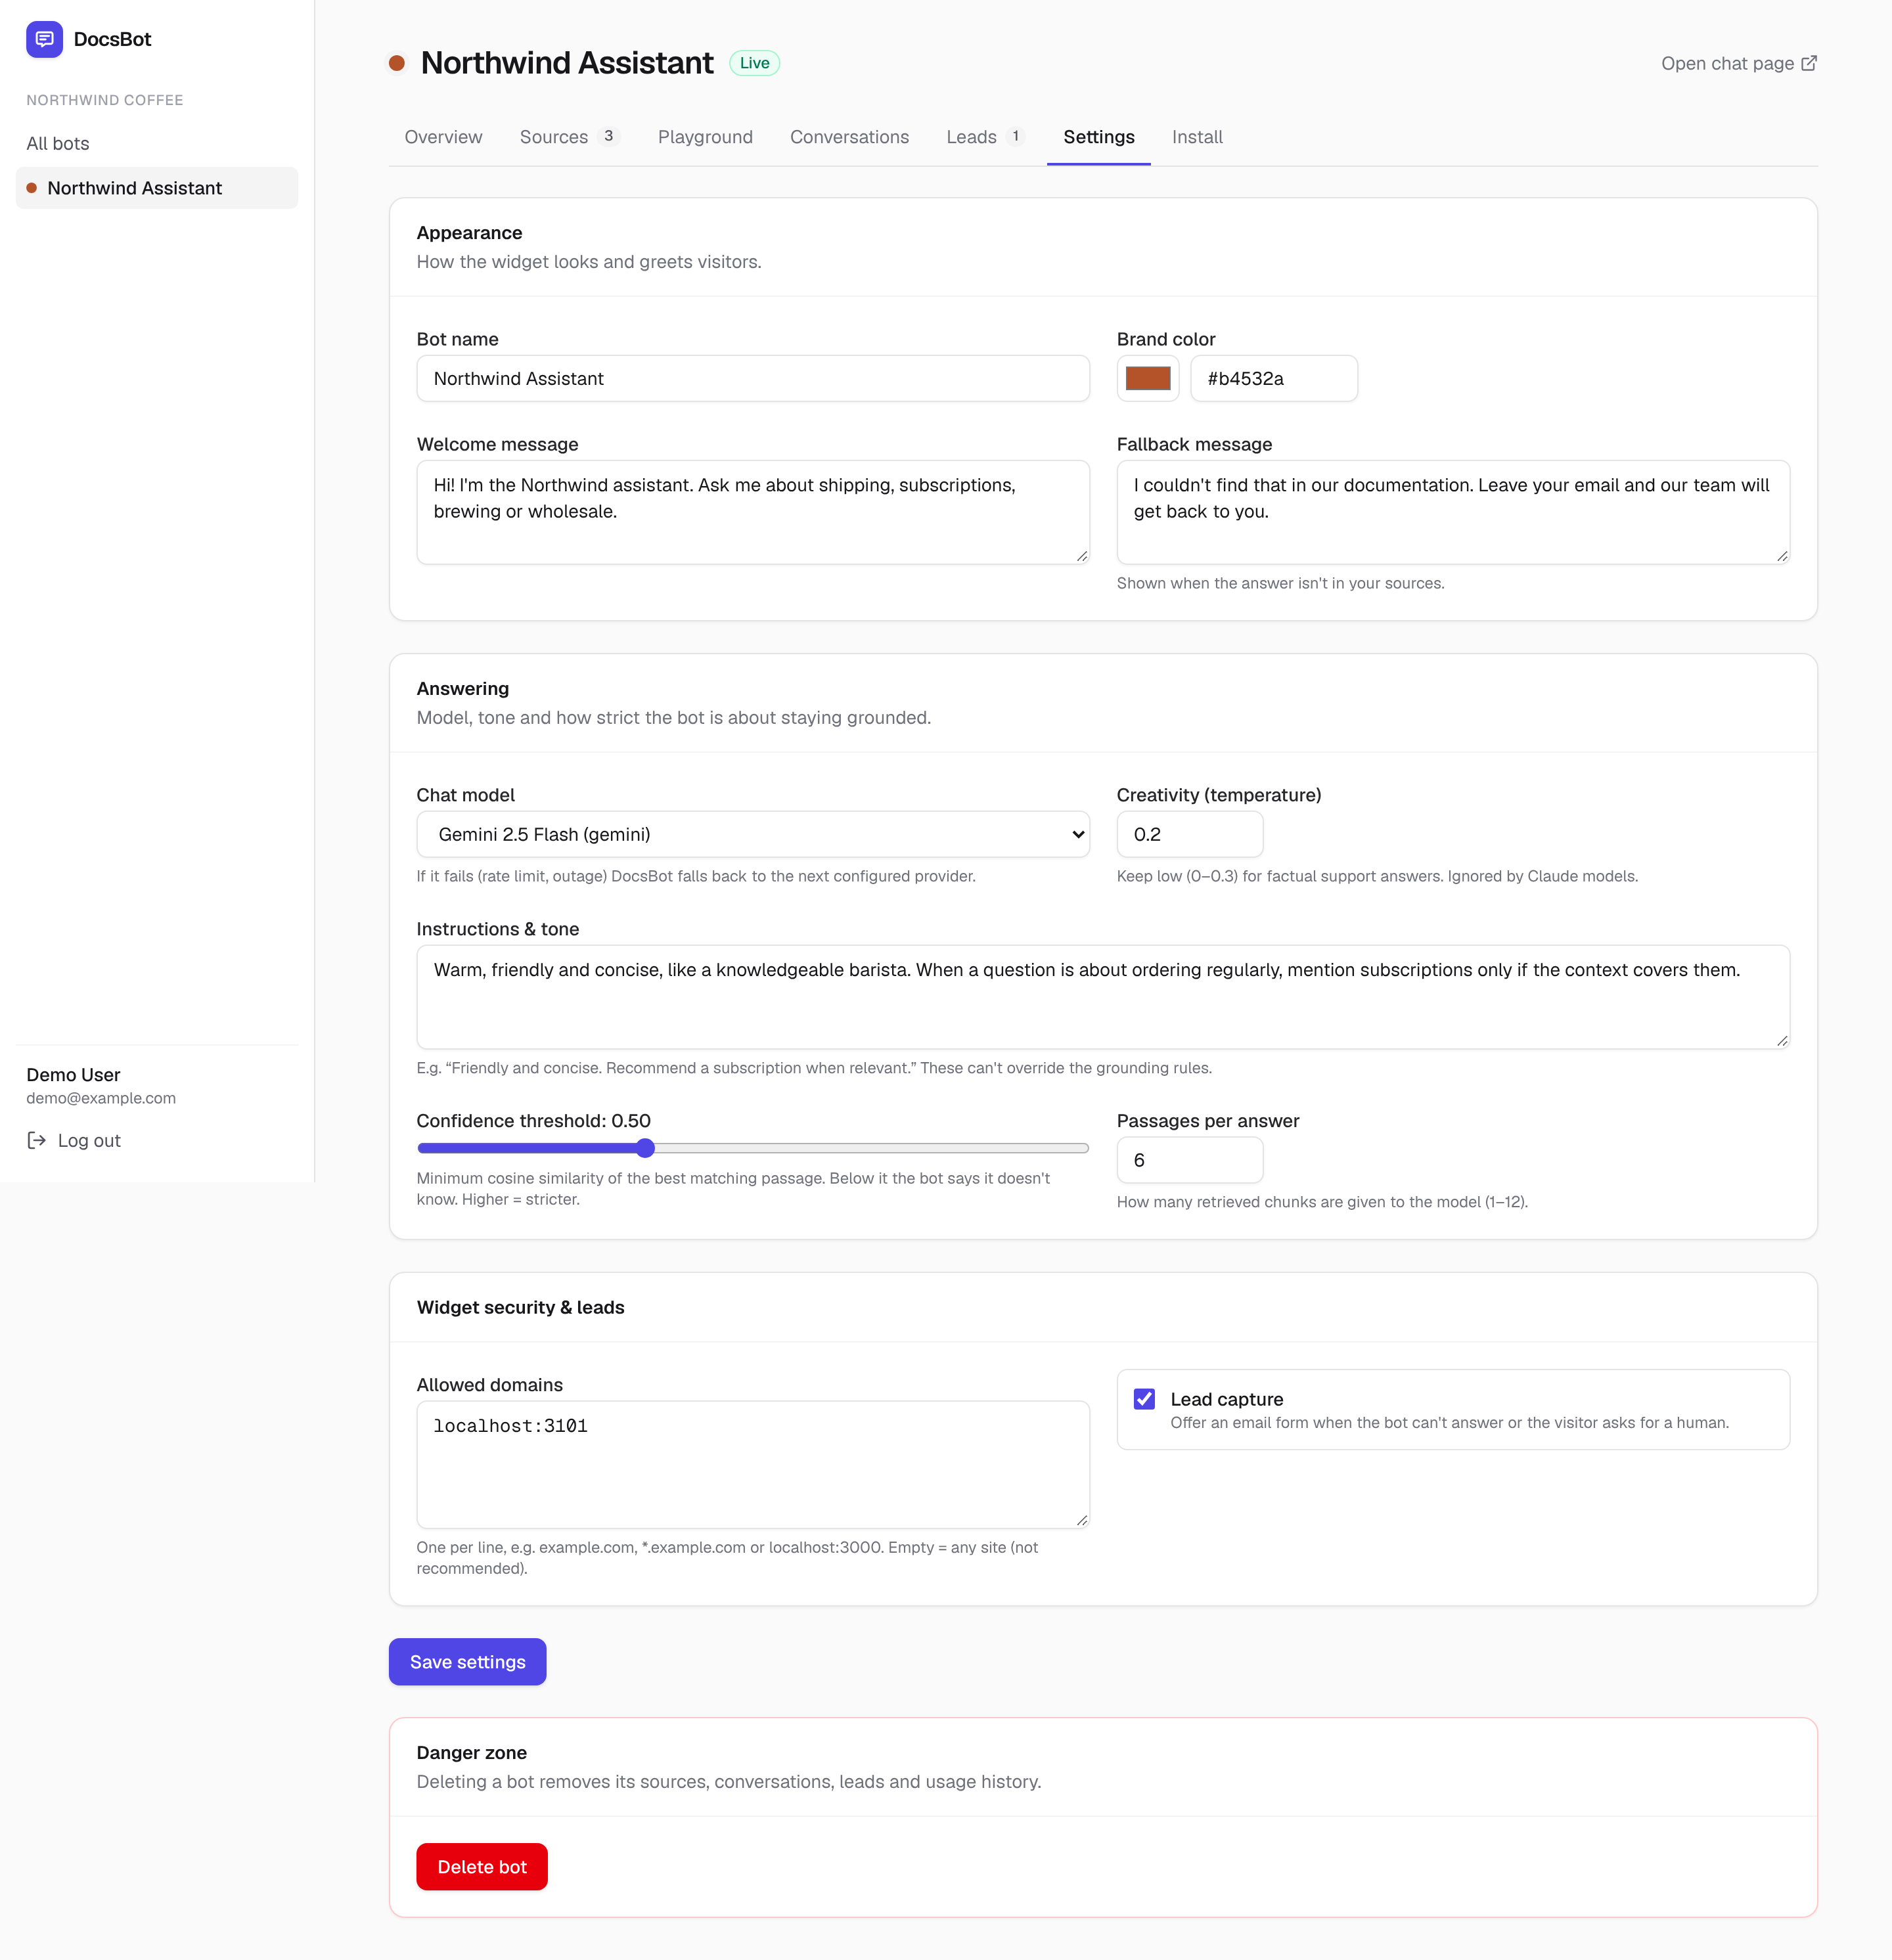 DocsBot
NORTHWIND COFFEE
All bots
Northwind Assistant
Demo User
demo@example.com
Log out
Northwind Assistant
Live
Open chat page
Overview
Sources 3
Playground
Conversations
Leads 1
Settings
Install
Appearance
How the widget looks and greets visitors.
Bot name
Northwind Assistant
Brand color
#b4532a
Welcome message
Hi! I'm the Northwind assistant. Ask me about shipping, subscriptions,
brewing or wholesale.
Fallback message
I couldn't find that in our documentation. Leave your email and our team will
get back to you.
Shown when the answer isn't in your sources.
Answering
Model, tone and how strict the bot is about staying grounded.
Chat model
Gemini 2.5 Flash (gemini)
If it fails (rate limit, outage) DocsBot falls back to the next configured provider.
Creativity (temperature)
0.2
Keep low (0–0.3) for factual support answers. Ignored by Claude models.
Instructions & tone
Warm, friendly and concise, like a knowledgeable barista. When a question is about ordering regularly, mention subscriptions only if the context covers them.
E.g. “Friendly and concise. Recommend a subscription when relevant.” These can't override the grounding rules.
Confidence threshold: 0.50
Minimum cosine similarity of the best matching passage. Below it the bot says it doesn't
know. Higher = stricter.
Passages per answer
6
How many retrieved chunks are given to the model (1–12).
Widget security & leads
Allowed domains
localhost:3101
One per line, e.g. example.com, *.example.com or localhost:3000. Empty = any site (not
recommended).
Lead capture
Offer an email form when the bot can't answer or the visitor asks for a human.
Save settings
Danger zone
Deleting a bot removes its sources, conversations, leads and usage history.
Delete bot